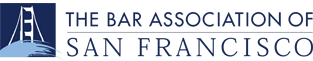 THE BAR ASSOCIATION OF
SAN FRANCISCO